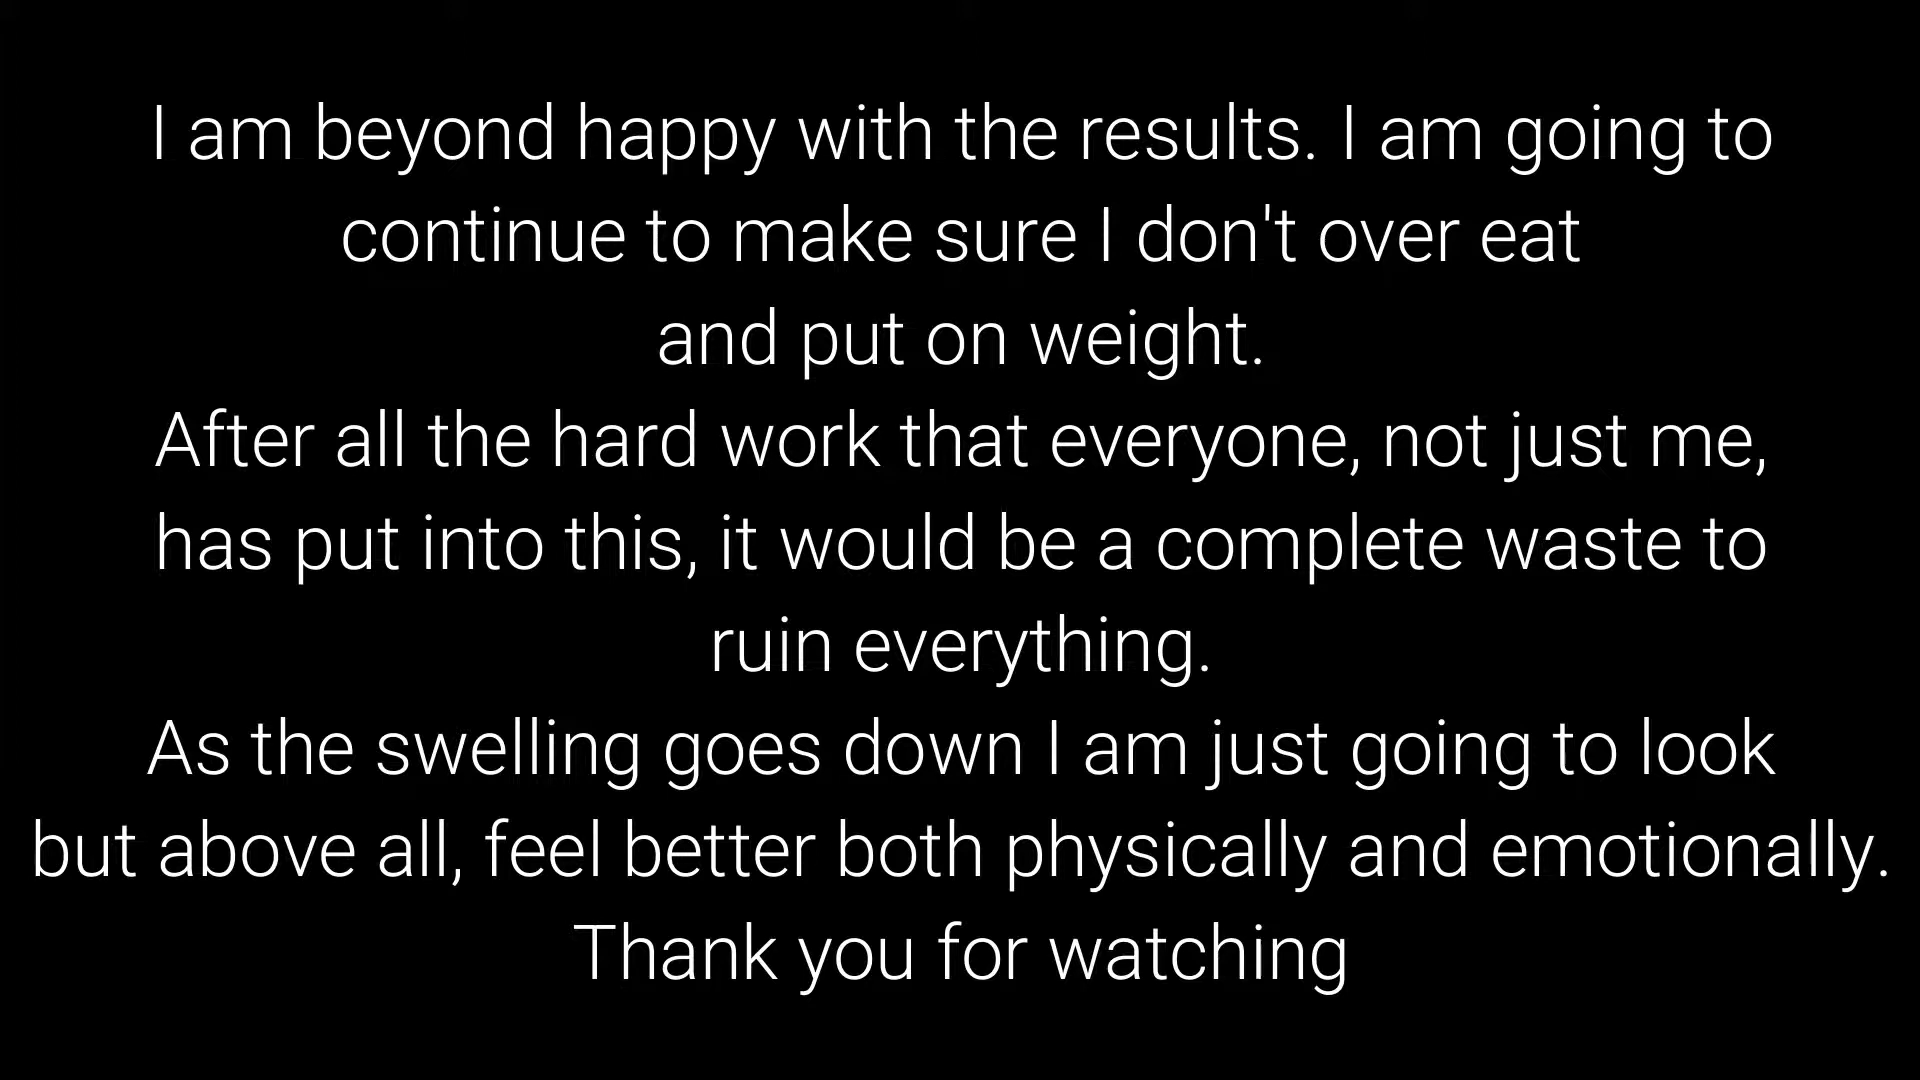 I am beyond happy with the results. I am going to
continue to make sure I don't over eat
and put on weight.
After all the hard work that everyone, not just me,
has put into this, it would be a complete waste to
ruin everything.
As the swelling goes down I am just going to look
but above all, feel better both physically and emotionally.
Thank you for watching